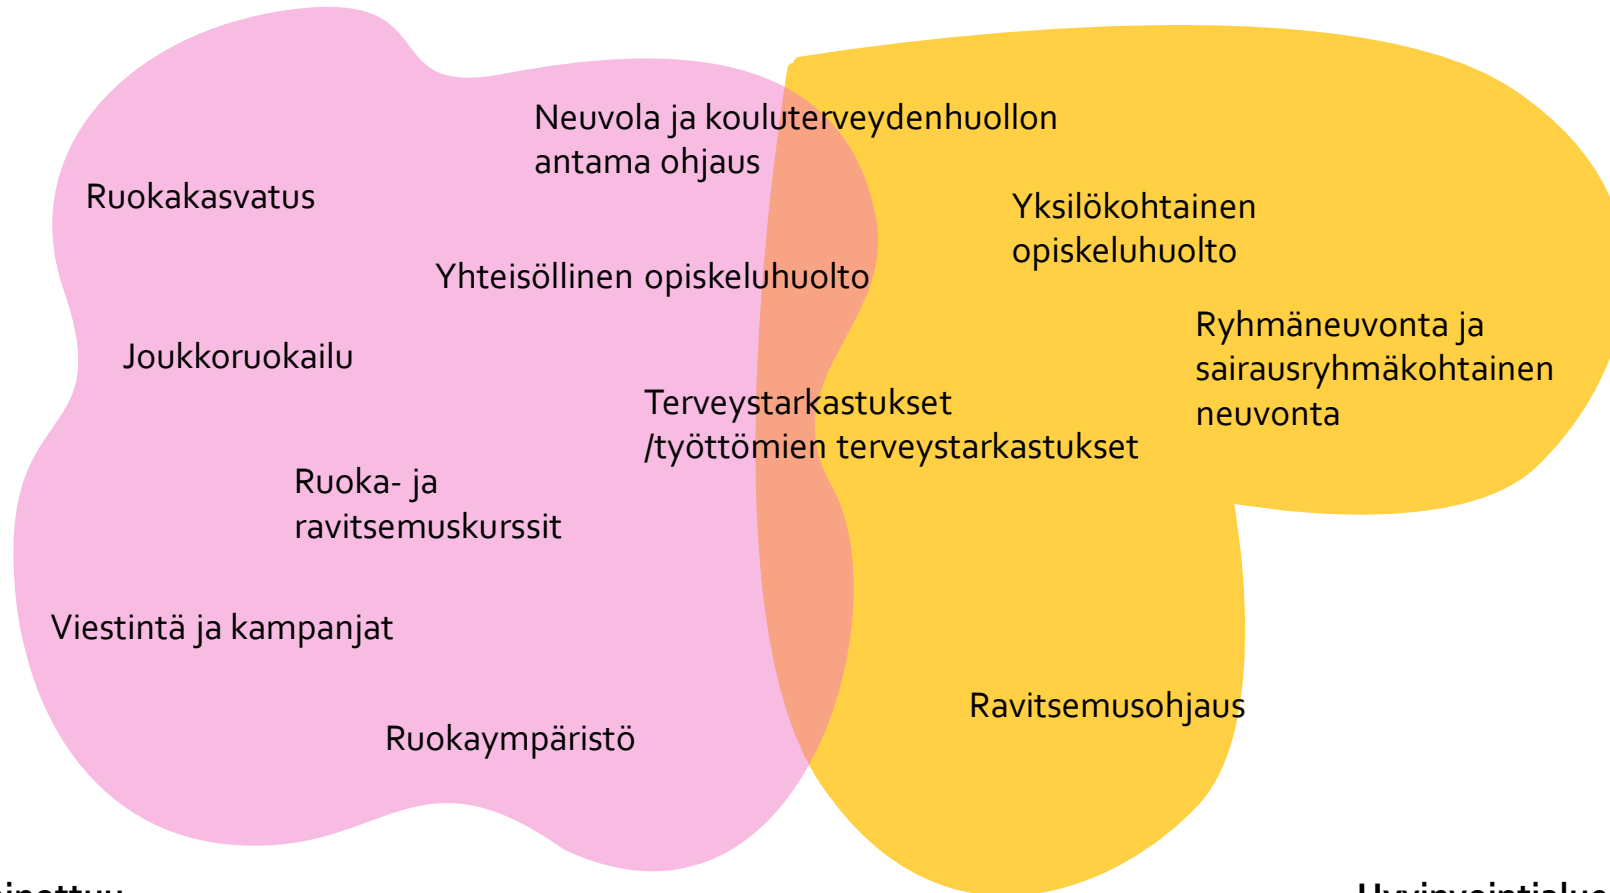 Neuvola ja kouluterveydenhuollon
antama ohjaus
Ruokakasvatus
Yksilökohtainen
opiskeluhuolto
Yhteisöllinen opiskeluhuolto
Ryhmäneuvonta ja
sairausryhmäkohtainen
neuvonta
Joukkoruokailu
Terveystarkastukset
/työttömien terveystarkastukset
Ruoka- ja
ravitsemuskurssit
Viestintä ja kampanjat
Ravitsemusohjaus
Ruokaympäristö